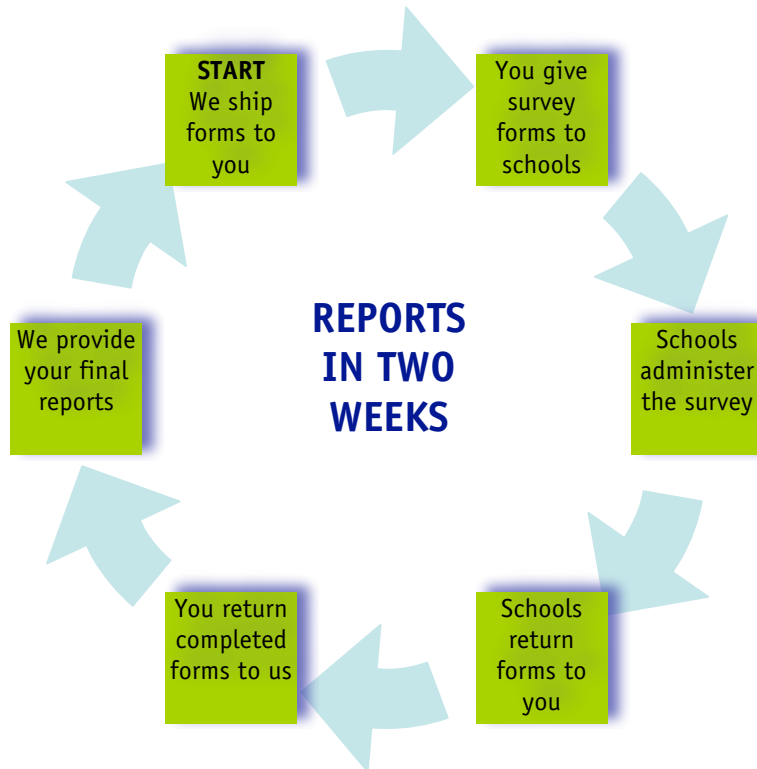 START
We ship
forms to
you
You give
survey
forms to
schools
Schools
administer
the survey
Schools
return
forms to
you
You return
completed
forms to us
We provide
your final
reports
REPORTS
IN TWO
WEEKS